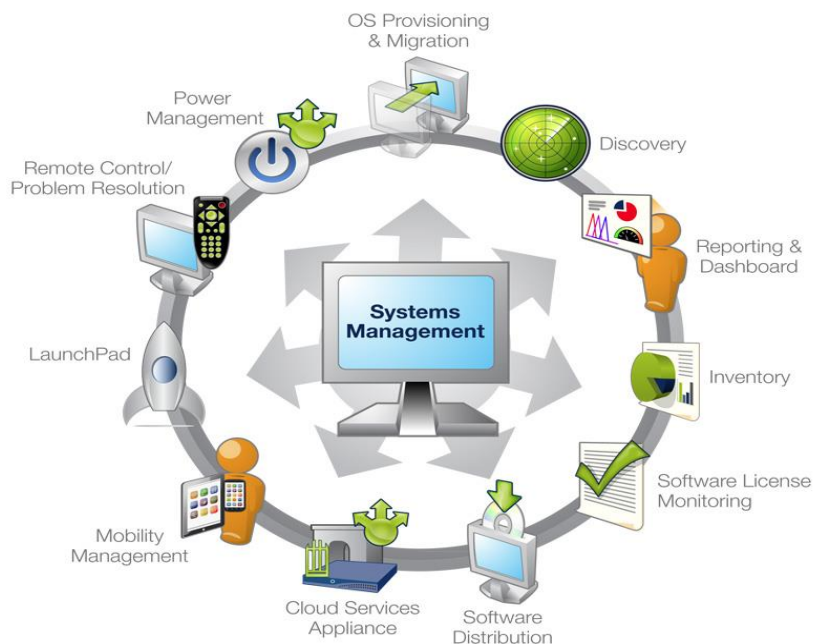 OS Provisioning
& Migration
Power
Management
Discovery
Remote Control/
Problem Resolution
Reporting &
Dashboard
Systems
Management
LaunchPad
Inventory
Software License
Monitoring
Mobility
Management
Cloud Services
Appliance
Software
Distribution